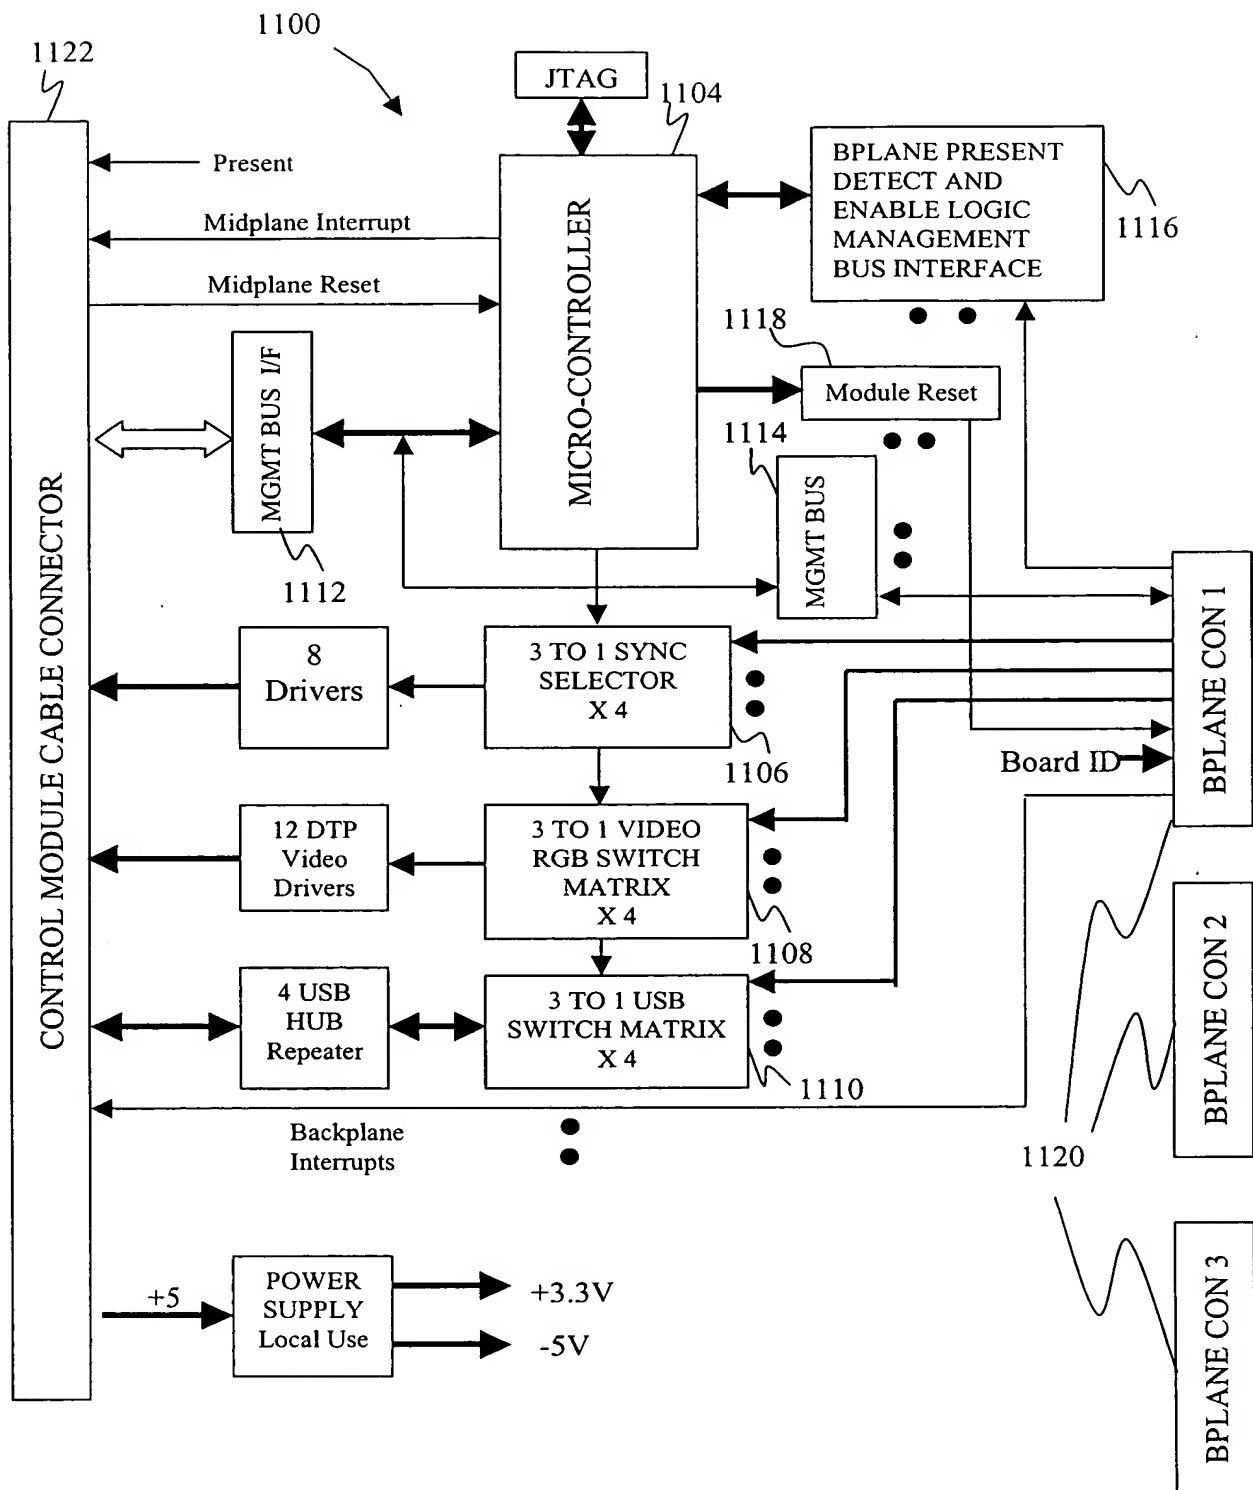 1100
1122
JTAG
1104
Present
BPLANE PRESENT
DETECT AND
ENABLE LOGIC
MANAGEMENT
BUS INTERFACE
1116
Midplane Interrupt
Midplane Reset
MICRO-CONTROLLER
1118
Module Reset
MGMT BUS I/F
1112
1114
MGMT BUS
CONTROL MODULE CABLE CONNECTOR
8
Drivers
3 TO 1 SYNC
SELECTOR
X 4
1106
BPLANE CON 1
Board ID
12 DTP
Video
Drivers
3 TO 1 VIDEO
RGB SWITCH
MATRIX
X 4
1108
BPLANE CON 2
4 USB
HUB
Repeater
3 TO 1 USB
SWITCH MATRIX
X 4
1110
Backplane
Interrupts
1120
BPLANE CON 3
+5
POWER
SUPPLY
Local Use
+3.3V
-5V